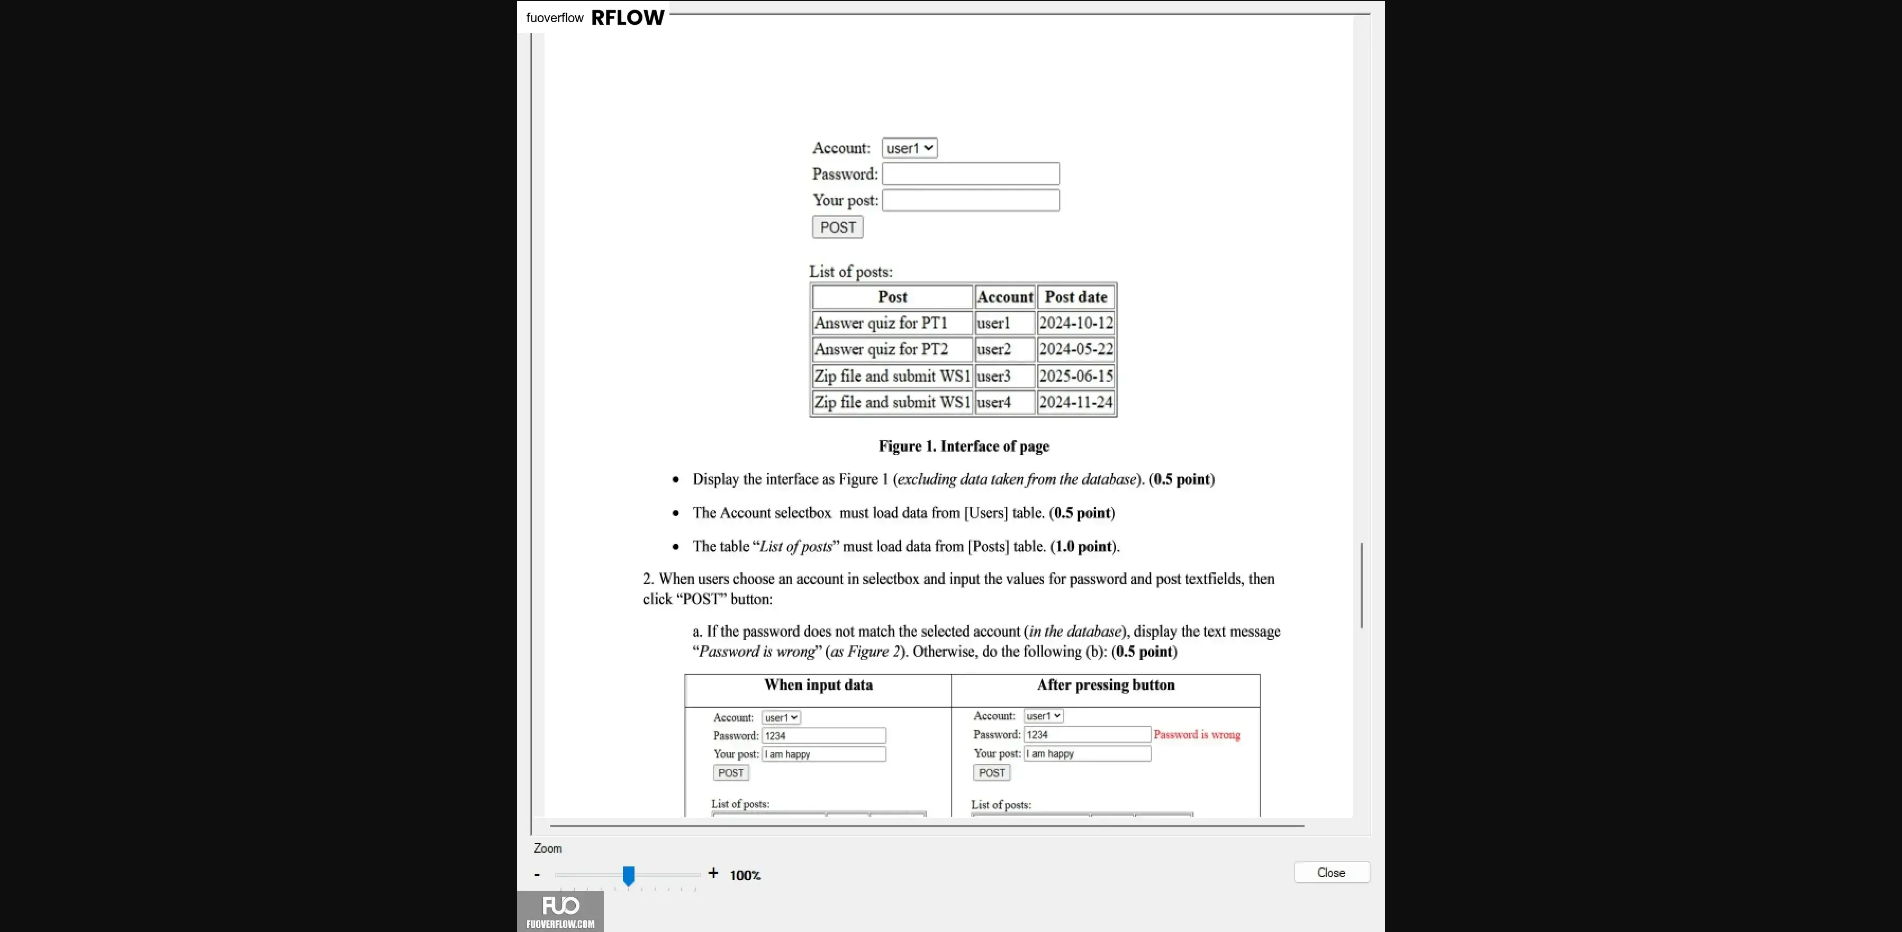 fuoverflow RFLOW
Account: user1
Password:
Your post:
POST
List of posts:
Post Account Post date
Answer quiz for PT1 user1 2024-10-12
Answer quiz for PT2 user2 2024-05-22
Zip file and submit WS1 user3 2025-06-15
Zip file and submit WS1 user4 2024-11-24
Figure 1. Interface of page
• Display the interface as Figure 1 (excluding data taken from the database). (0.5 point)
• The Account selectbox must load data from [Users] table. (0.5 point)
• The table “List of posts” must load data from [Posts] table. (1.0 point).
2. When users choose an account in selectbox and input the values for password and post textfields, then
click “POST” button:
a. If the password does not match the selected account (in the database), display the text message
“Password is wrong” (as Figure 2). Otherwise, do the following (b): (0.5 point)
When input data After pressing button
Account: user1 Account: user1
Password: 1234 Password: 1234 Password is wrong
Your post: I am happy Your post: I am happy
POST POST
List of posts: List of posts:
Zoom
- + 100%
Close
FUO
FUOVERFLOW.COM